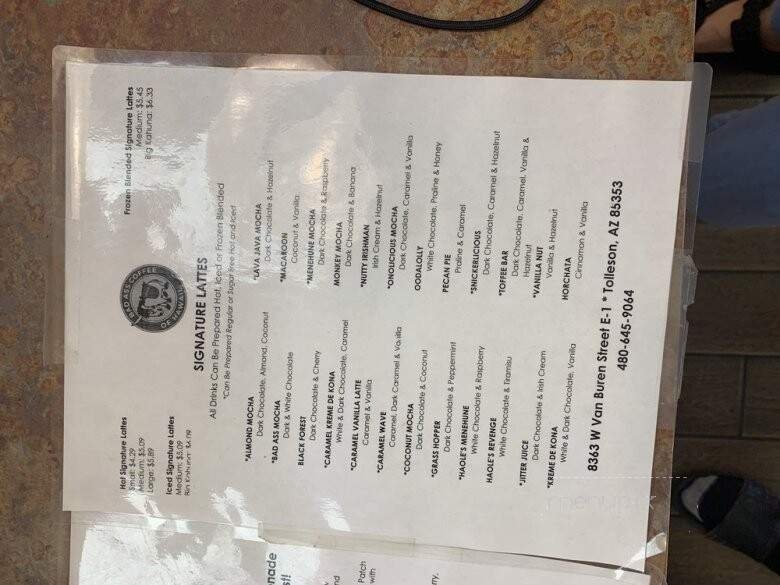 Hot Signature Lattes
Small: $4.29
Medium: $5.09
Large: $5.89
Iced Signature Lattes
Medium: $5.09
Big Kahuna: $6.09
BAD ASS COFFEE
OF HAWAII
Frozen Blended Signature Lattes
Medium: $5.45
Big Kahuna: $6.33
SIGNATURE LATTES
All Drinks Can Be Prepared Hot, Iced or Frozen Blended
*Can Be Prepared Regular or Sugar Free Hot and Iced
*ALMOND MOCHA
Dark Chocolate, Almond, Coconut
*BAD ASS MOCHA
Dark & White Chocolate
BLACK FOREST
Dark Chocolate & Cherry
*CARAMEL KREME DE KONA
White & Dark Chocolate, Caramel
*CARAMEL VANILLA LATTE
Caramel & Vanilla
*CARAMEL WAVE
Caramel, Dark Caramel & Vanilla
*COCONUT MOCHA
Dark Chocolate & Coconut
*GRASS HOPPER
Dark Chocolate & Peppermint
*HAOLE'S MENEHUNE
White Chocolate & Raspberry
HAOLE'S REVENGE
White Chocolate & Tiramisu
*JITTER JUICE
Dark Chocolate & Irish Cream
*KREME DE KONA
White & Dark Chocolate, Vanilla
*LAVA JAVA MOCHA
Dark Chocolate & Hazelnut
*MACAROON
Coconut & Vanilla
*MENEHUNE MOCHA
Dark Chocolate & Raspberry
MONKEY MOCHA
Dark Chocolate & Banana
*NUTTY IRISHMAN
Irish Cream & Hazelnut
*ONOLICIOUS MOCHA
Dark Chocolate, Caramel & Vanilla
OODALOLLY
White Chocolate, Praline & Honey
PECAN PIE
Praline & Caramel
*SNICKERLICIOUS
Dark Chocolate, Caramel & Hazelnut
*TOFFEE BAR
Dark Chocolate, Caramel, Vanilla &
Hazelnut
*VANILLA NUT
Vanilla & Hazelnut
HORCHATA
Cinnamon & Vanilla
8363 W Van Buren Street E-1 * Tolleson, AZ 85353
480-645-9064
nade
st!
Patch
with